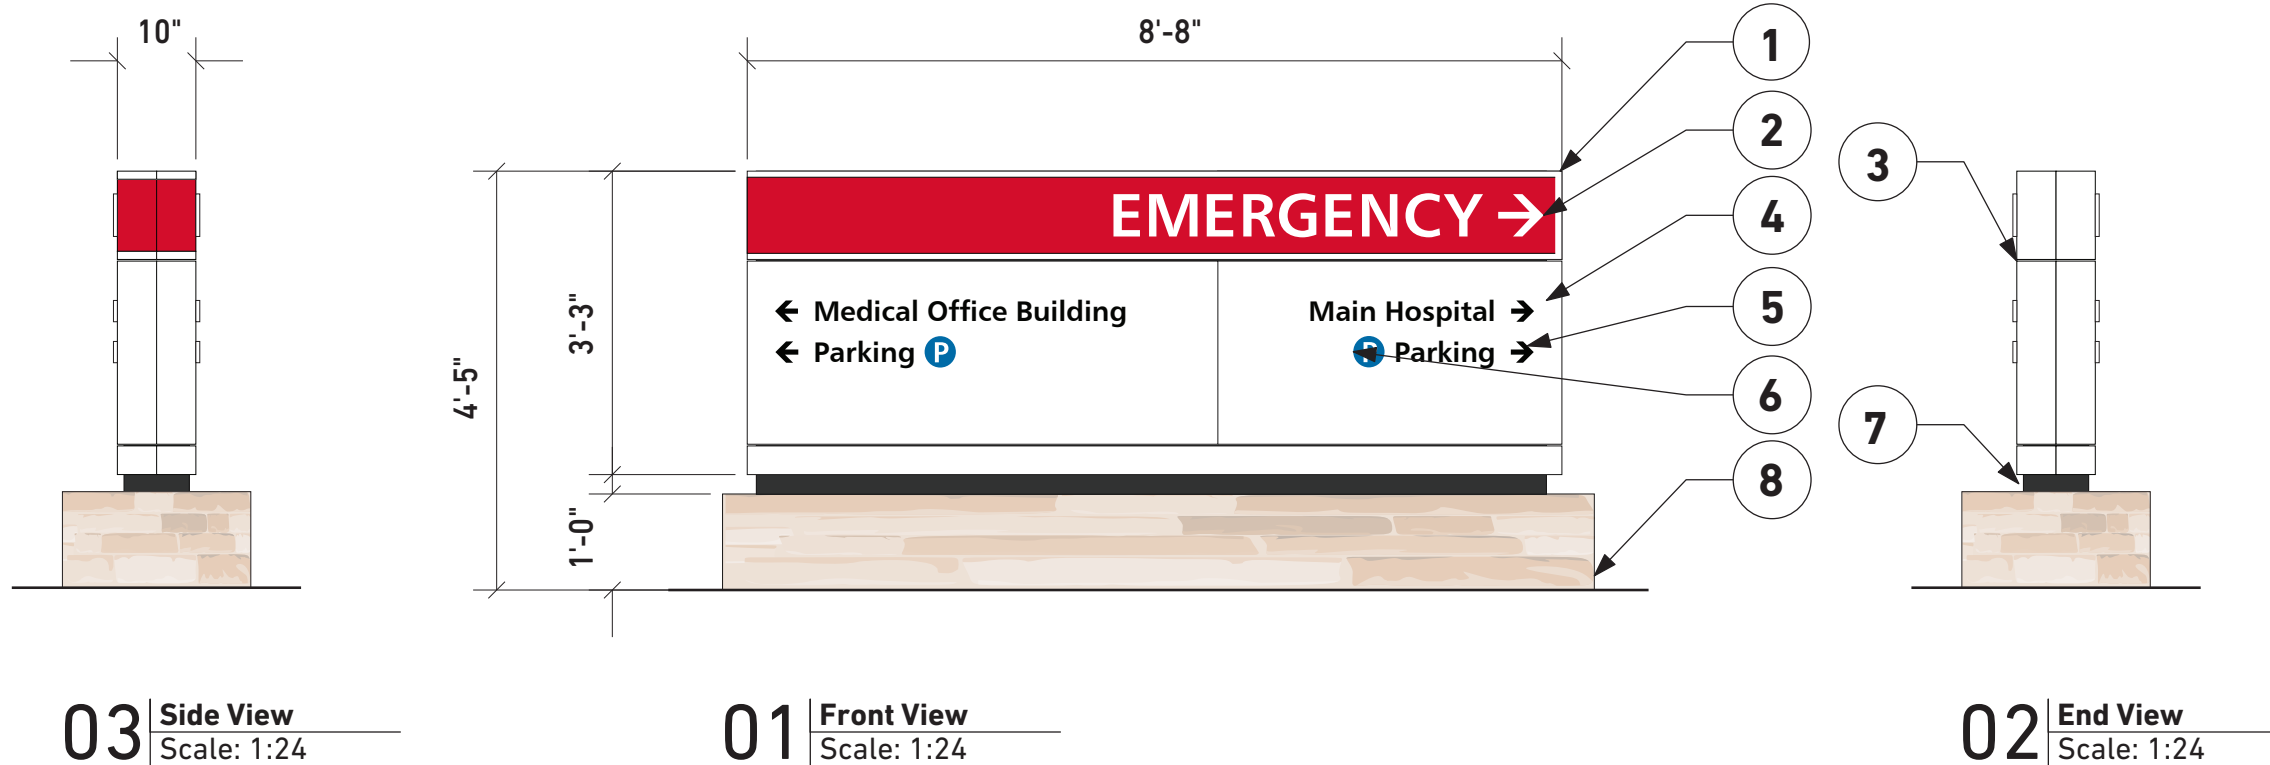 10"
8'-8"
1
2
3
4
5
6
7
8
4'-5"
3'-3"
1'-0"
EMERGENCY →
← Medical Office Building
← Parking P
Main Hospital →
P Parking →
03 Side View
Scale: 1:24
01 Front View
Scale: 1:24
02 End View
Scale: 1:24